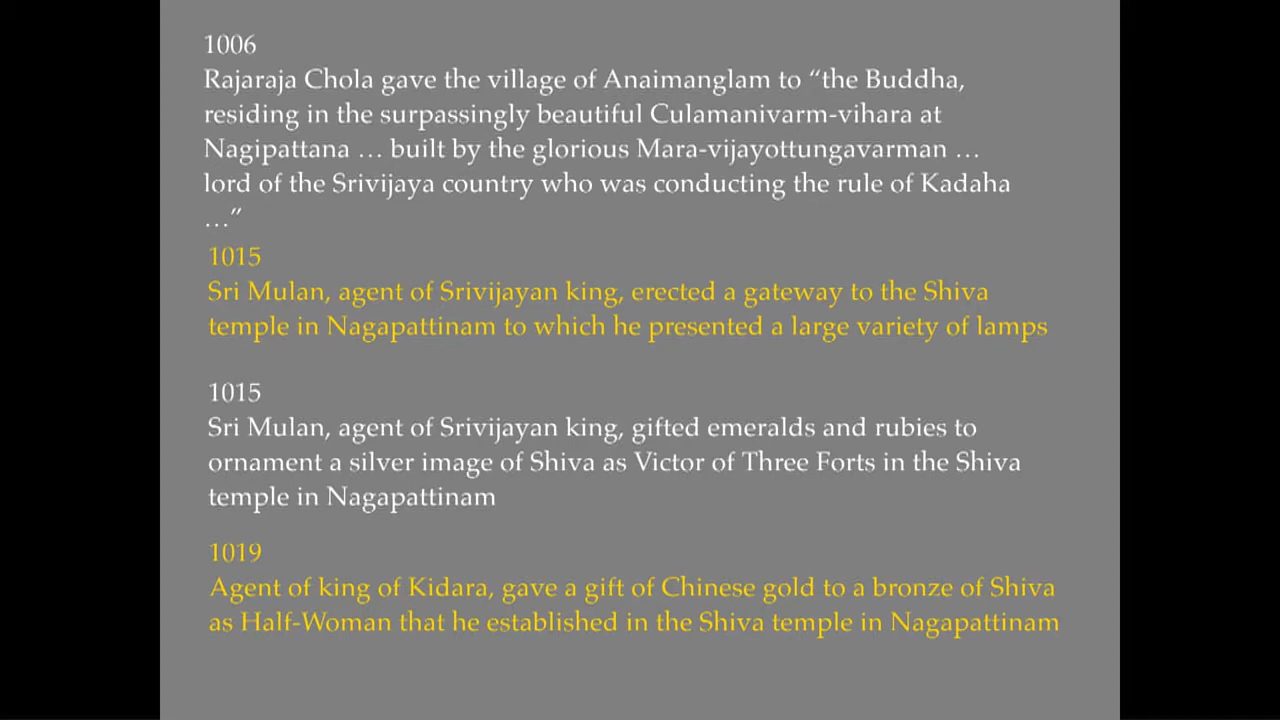 1006
Rajaraja Chola gave the village of Anaimanglam to “the Buddha,
residing in the surpassingly beautiful Culamanivarm-vihara at
Nagipattana … built by the glorious Mara-vijayottungavarman …
lord of the Srivijaya country who was conducting the rule of Kadaha
…”
1015
Sri Mulan, agent of Srivijayan king, erected a gateway to the Shiva
temple in Nagapattinam to which he presented a large variety of lamps
1015
Sri Mulan, agent of Srivijayan king, gifted emeralds and rubies to
ornament a silver image of Shiva as Victor of Three Forts in the Shiva
temple in Nagapattinam
1019
Agent of king of Kidara, gave a gift of Chinese gold to a bronze of Shiva
as Half-Woman that he established in the Shiva temple in Nagapattinam